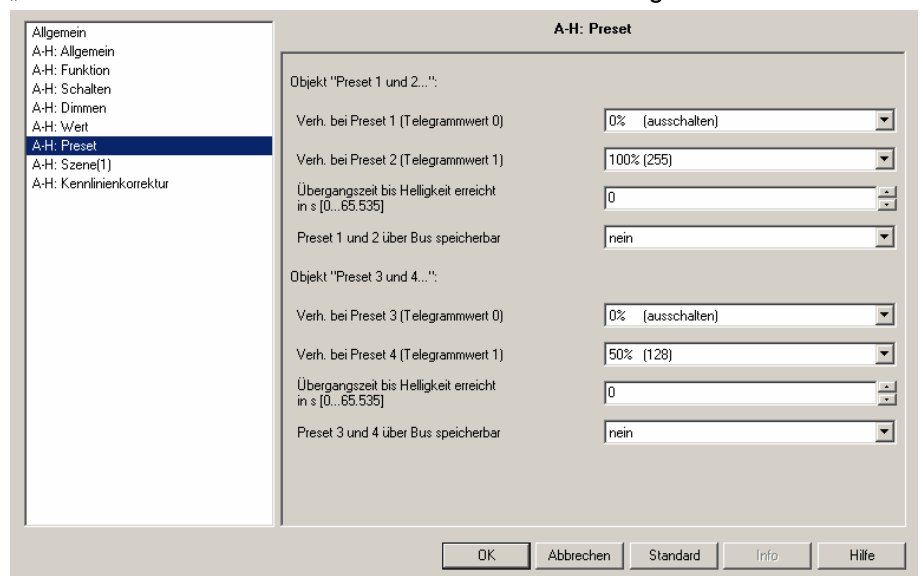 Allgemein
A-H: Allgemein
A-H: Funktion
A-H: Schalten
A-H: Dimmen
A-H: Wert
A-H: Preset
A-H: Szene(1)
A-H: Kennlinienkorrektur
A-H: Preset
Objekt "Preset 1 und 2...":
Verh. bei Preset 1 (Telegrammwert 0) 0% (ausschalten)
Verh. bei Preset 2 (Telegrammwert 1) 100% (255)
Übergangszeit bis Helligkeit erreicht
in s [0...65.535] 0
Preset 1 und 2 über Bus speicherbar nein
Objekt "Preset 3 und 4...":
Verh. bei Preset 3 (Telegrammwert 0) 0% (ausschalten)
Verh. bei Preset 4 (Telegrammwert 1) 50% (128)
Übergangszeit bis Helligkeit erreicht
in s [0...65.535] 0
Preset 3 und 4 über Bus speicherbar nein
OK Abbrechen Standard Info Hilfe